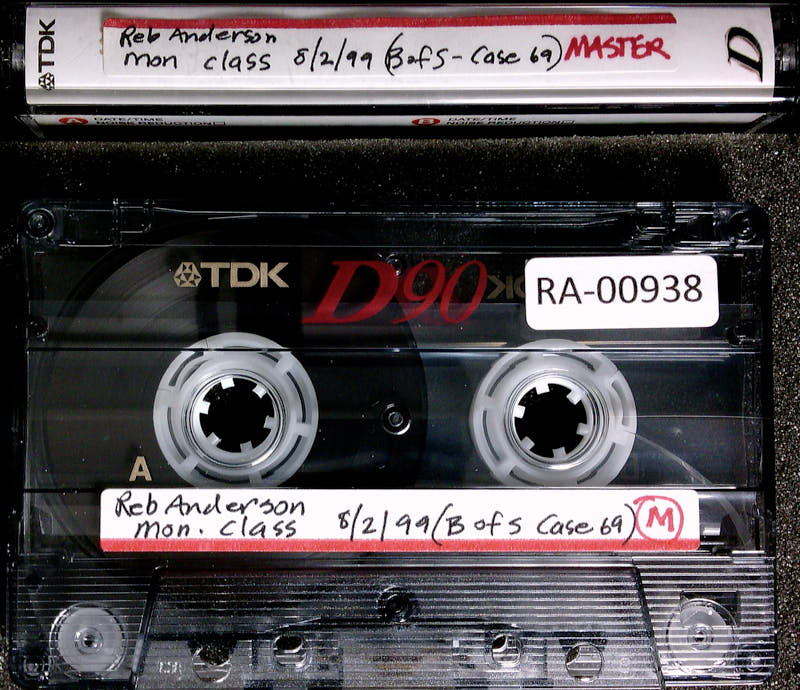 TDK
Reb Anderson
mon class 8/2/99 (B of S - Case 69) MASTER
D
A DATE/TIME
NOISE REDUCTION
B DATE/TIME
NOISE REDUCTION
TDK D90
RA-00938
A
Reb Anderson
mon. class 8/2/99 (B of S Case 69) M